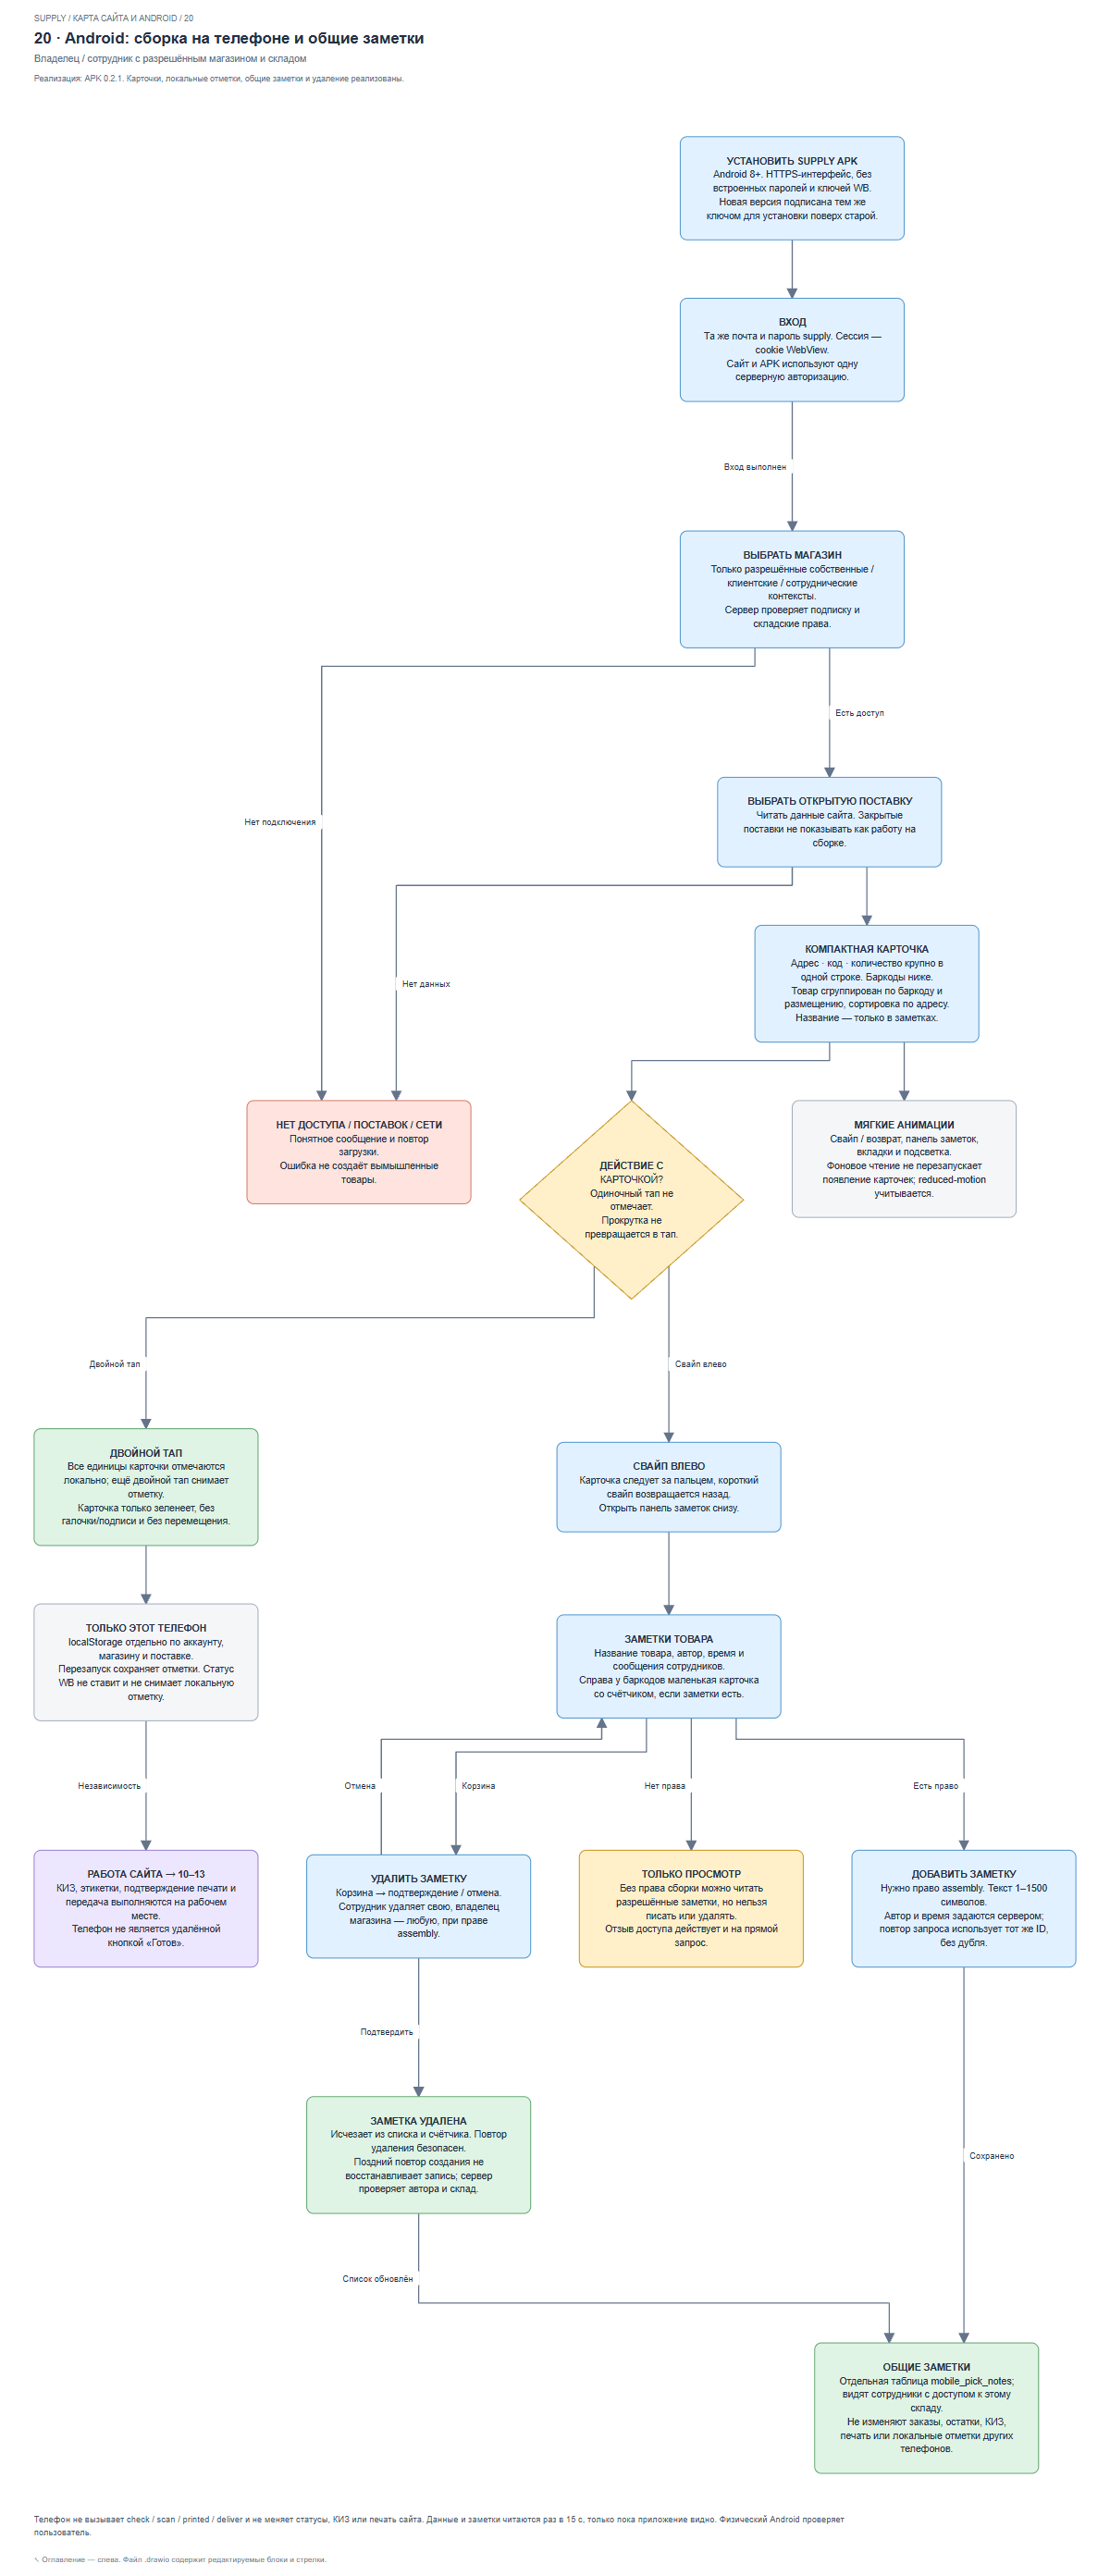 SUPPLY / КАРТА САЙТА И ANDROID / 20
20 · Android: сборка на телефоне и общие заметки
Владелец / сотрудник с разрешённым магазином и складом
Реализация: APK 0.2.1. Карточки, локальные отметки, общие заметки и удаление реализованы.
УСТАНОВИТЬ SUPPLY APK
Android 8+. HTTPS-интерфейс, без
встроенных паролей и ключей WB.
Новая версия подписана тем же
ключом для установки поверх старой.
ВХОД
Та же почта и пароль supply. Сессия —
cookie WebView.
Сайт и APK используют одну
серверную авторизацию.
Вход выполнен
ВЫБРАТЬ МАГАЗИН
Только разрешённые собственные /
клиентские / сотруднические
контексты.
Сервер проверяет подписку и
складские права.
Есть доступ
ВЫБРАТЬ ОТКРЫТУЮ ПОСТАВКУ
Читать данные сайта. Закрытые
поставки не показывать как работу на
сборке.
Нет подключения
КОМПАКТНАЯ КАРТОЧКА
Адрес · код · количество крупно в
одной строке. Баркоды ниже.
Товар сгруппирован по баркоду и
размещению, сортировка по адресу.
Название — только в заметках.
Нет данных
НЕТ ДОСТУПА / ПОСТАВОК / СЕТИ
Понятное сообщение и повтор
загрузки.
Ошибка не создаёт вымышленные
товары.
ДЕЙСТВИЕ С
КАРТОЧКОЙ?
Одиночный тап не
отмечает.
Прокрутка не
превращается в тап.
МЯГКИЕ АНИМАЦИИ
Свайп / возврат, панель заметок,
вкладки и подсветка.
Фоновое чтение не перезапускает
появление карточек; reduced-motion
учитывается.
Двойной тап
Свайп влево
ДВОЙНОЙ ТАП
Все единицы карточки отмечаются
локально; ещё двойной тап снимает
отметку.
Карточка только зеленеет, без
галочки/подписи и без перемещения.
СВАЙП ВЛЕВО
Карточка следует за пальцем, короткий
свайп возвращается назад.
Открыть панель заметок снизу.
ТОЛЬКО ЭТОТ ТЕЛЕФОН
localStorage отдельно по аккаунту,
магазину и поставке.
Перезапуск сохраняет отметки. Статус
WB не ставит и не снимает локальную
отметку.
ЗАМЕТКИ ТОВАРА
Название товара, автор, время и
сообщения сотрудников.
Справа у баркодов маленькая карточка
со счётчиком, если заметки есть.
Независимость
Отмена
Корзина
Нет права
Есть право
РАБОТА САЙТА → 10–13
КИЗ, этикетки, подтверждение печати и
передача выполняются на рабочем
месте.
Телефон не является удалённой
кнопкой «Готов».
УДАЛИТЬ ЗАМЕТКУ
Корзина → подтверждение / отмена.
Сотрудник удаляет свою, владелец
магазина — любую, при праве
assembly.
ТОЛЬКО ПРОСМОТР
Без права сборки можно читать
разрешённые заметки, но нельзя
писать или удалять.
Отзыв доступа действует и на прямой
запрос.
ДОБАВИТЬ ЗАМЕТКУ
Нужно право assembly. Текст 1–1500
символов.
Автор и время задаются сервером;
повтор запроса использует тот же ID,
без дубля.
Подтвердить
ЗАМЕТКА УДАЛЕНА
Исчезает из списка и счётчика. Повтор
удаления безопасен.
Поздний повтор создания не
восстанавливает запись; сервер
проверяет автора и склад.
Сохранено
Список обновлён
ОБЩИЕ ЗАМЕТКИ
Отдельная таблица mobile_pick_notes;
видят сотрудники с доступом к этому
складу.
Не изменяют заказы, остатки, КИЗ,
печать или локальные отметки других
телефонов.
Телефон не вызывает check / scan / printed / deliver и не меняет статусы, КИЗ или печать сайта. Данные и заметки читаются раз в 15 с, только пока приложение видно. Физический Android проверяет
пользователь.
↖ Оглавление — слева. Файл .drawio содержит редактируемые блоки и стрелки.